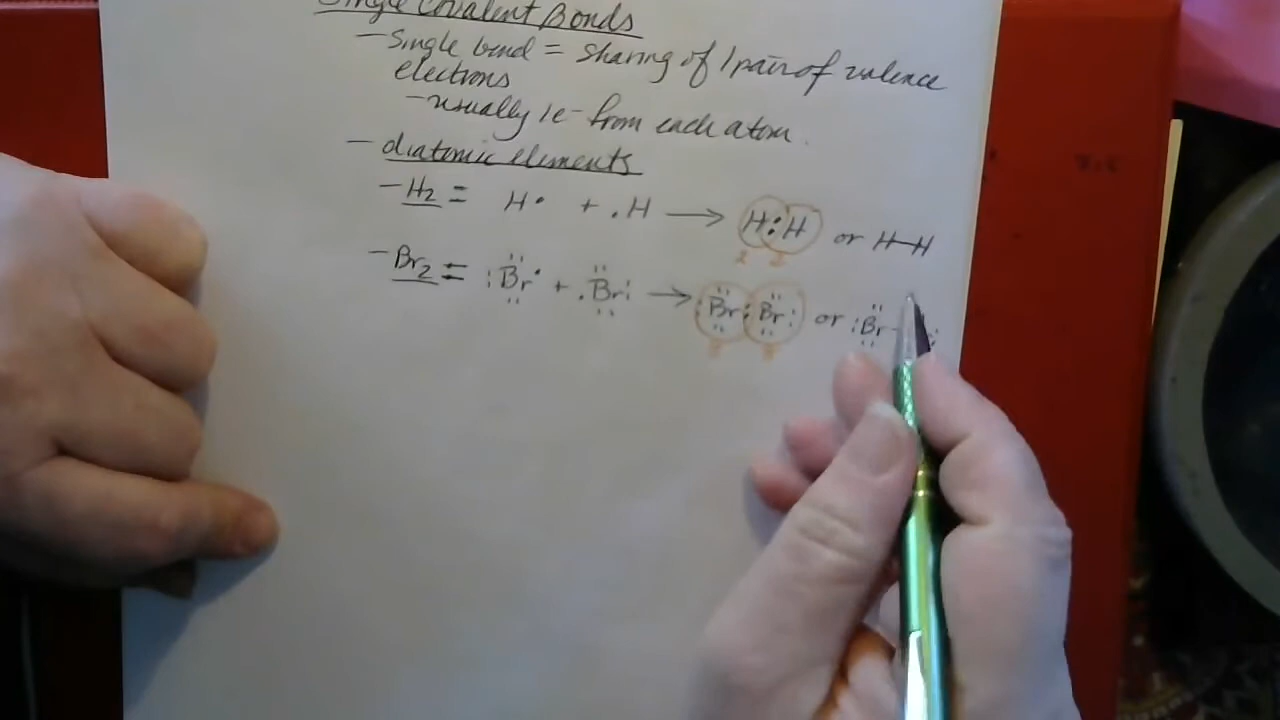 Single Covalent Bonds
- Single bond = sharing of 1 pair of valence
electrons
- usually 1e- from each atom.
- diatomic elements
- H2 = H• + .H → H:H or H-H
- Br2 = :Br• + .Br: → :Br:Br: or :Br-